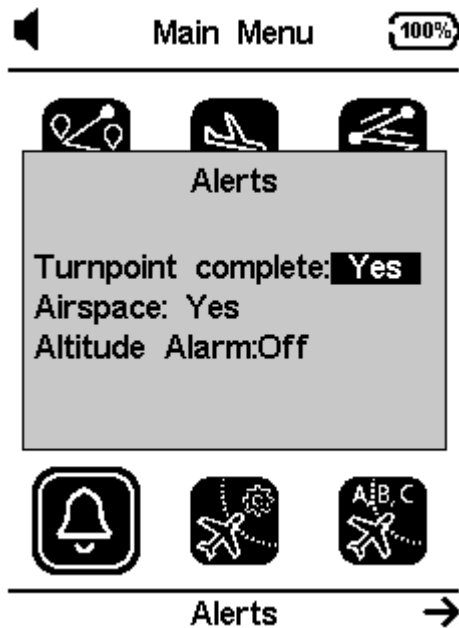 Main Menu 100%
Alerts
Turnpoint complete: Yes
Airspace: Yes
Altitude Alarm:Off
A,B,C
Alerts